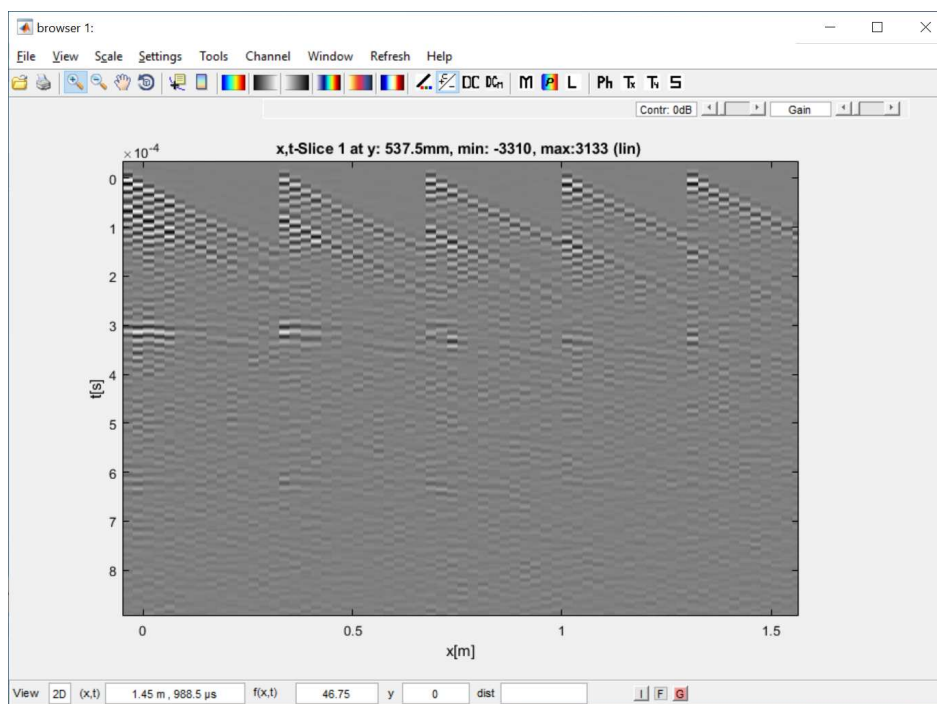 browser 1:
File View Scale Settings Tools Channel Window Refresh Help
DC DCm M P L Ph Tx TN S
Contr: 0dB Gain
×10⁻⁴ x,t-Slice 1 at y: 537.5mm, min: -3310, max:3133 (lin)
0
1
2
3
4
5
6
7
8
t[s]
0 0.5 1 1.5
x[m]
View 2D (x,t) 1.45 m , 988.5 µs f(x,t) 46.75 y 0 dist I F G